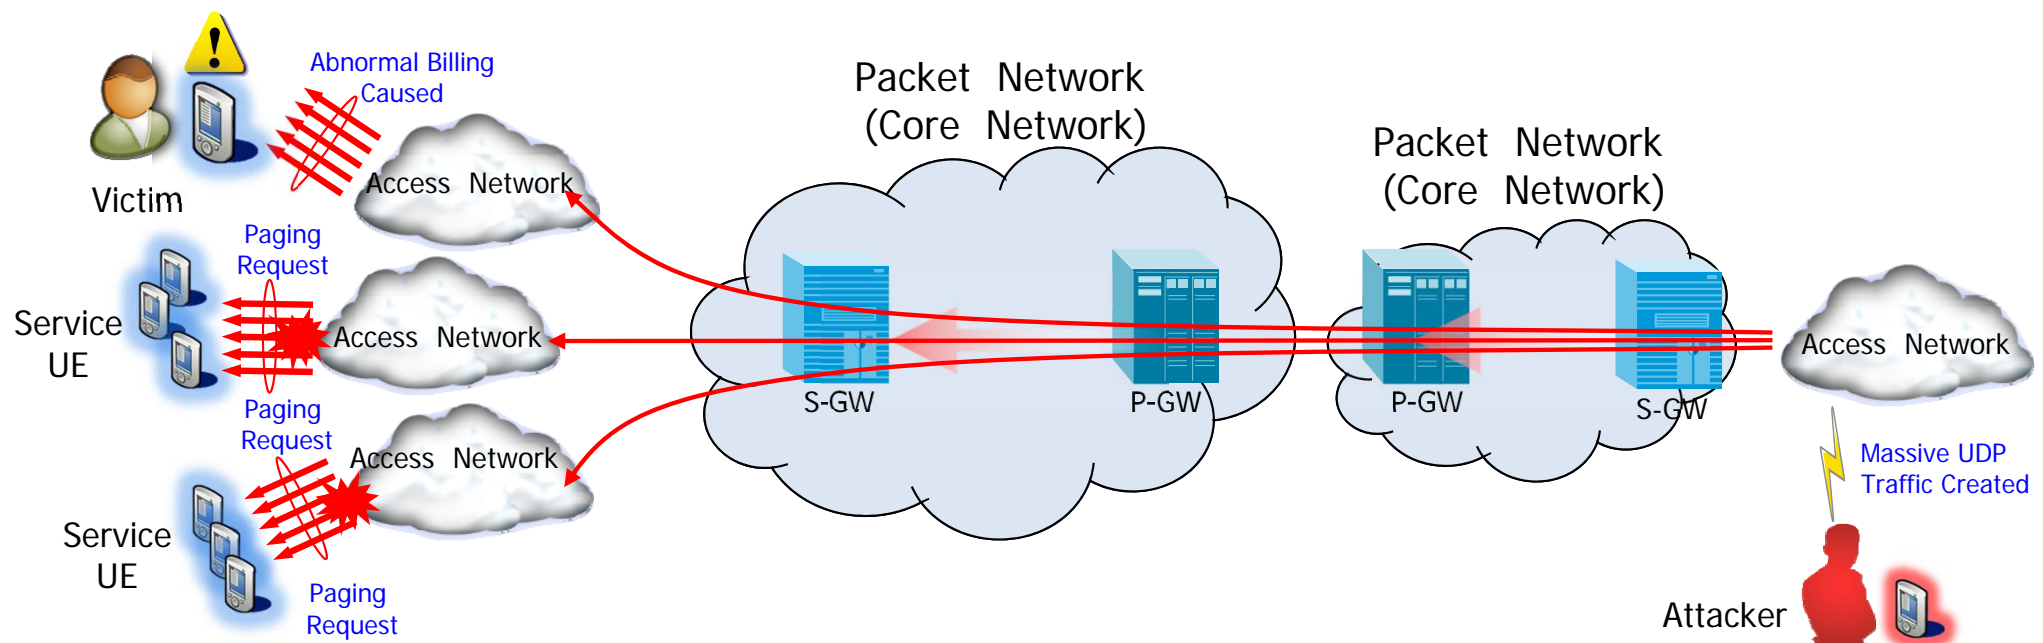 Abnormal Billing
Caused
Victim
Access Network
Paging
Request
Service
UE
Access Network
Paging
Request
Access Network
Service
UE
Paging
Request
Packet Network
(Core Network)
S-GW
P-GW
Packet Network
(Core Network)
P-GW
S-GW
Access Network
Massive UDP
Traffic Created
Attacker